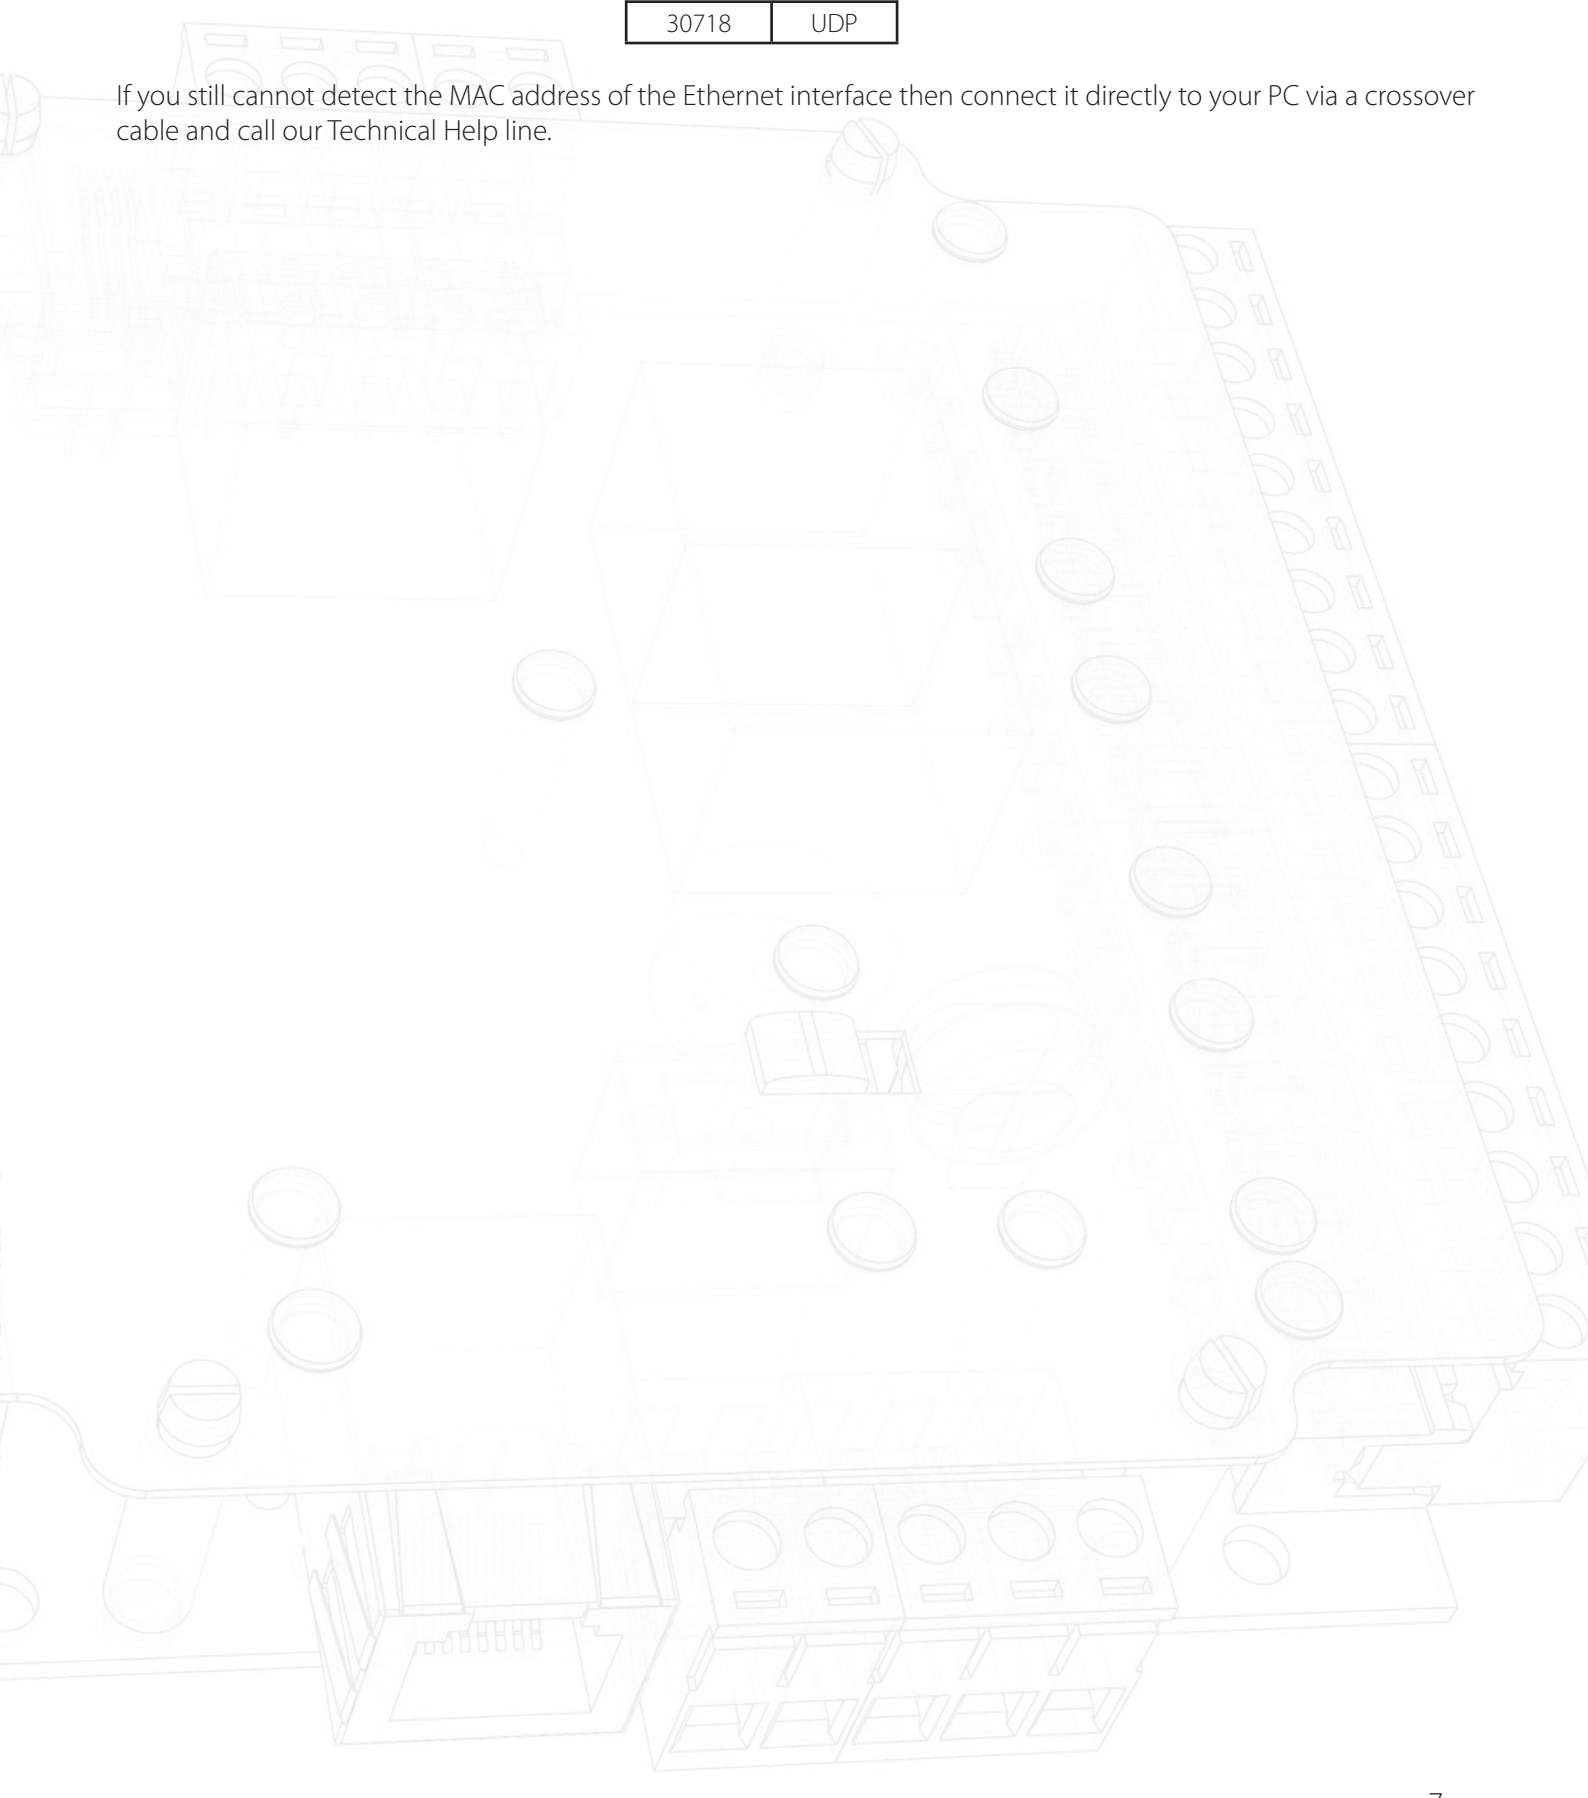 30718 UDP
If you still cannot detect the MAC address of the Ethernet interface then connect it directly to your PC via a crossover
cable and call our Technical Help line.